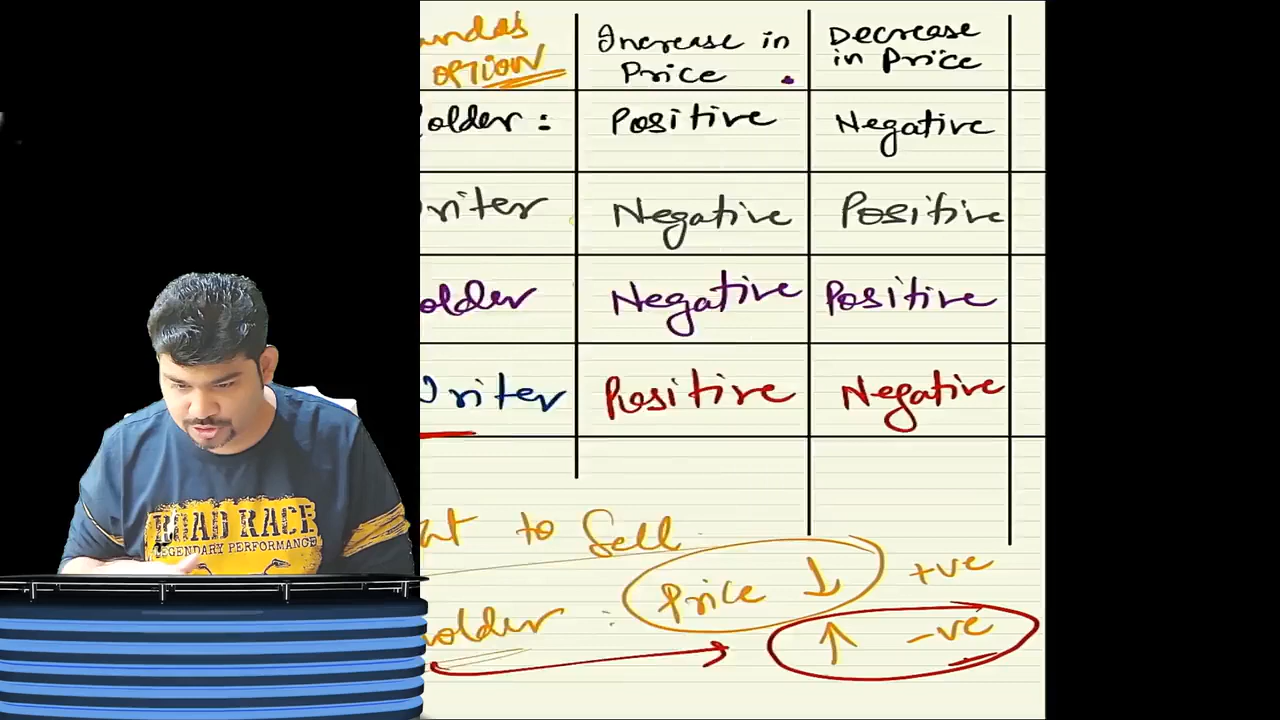 OPTION
Increase in
Price
Decrease
in Price
older :
Positive
Negative
riter
Negative
Positive
older
Negative
Positive
riter
Positive
Negative
to Sell
Price ↓ +ve
older :
↑ -ve
ROAD RACE
LEGENDARY PERFORMANCE